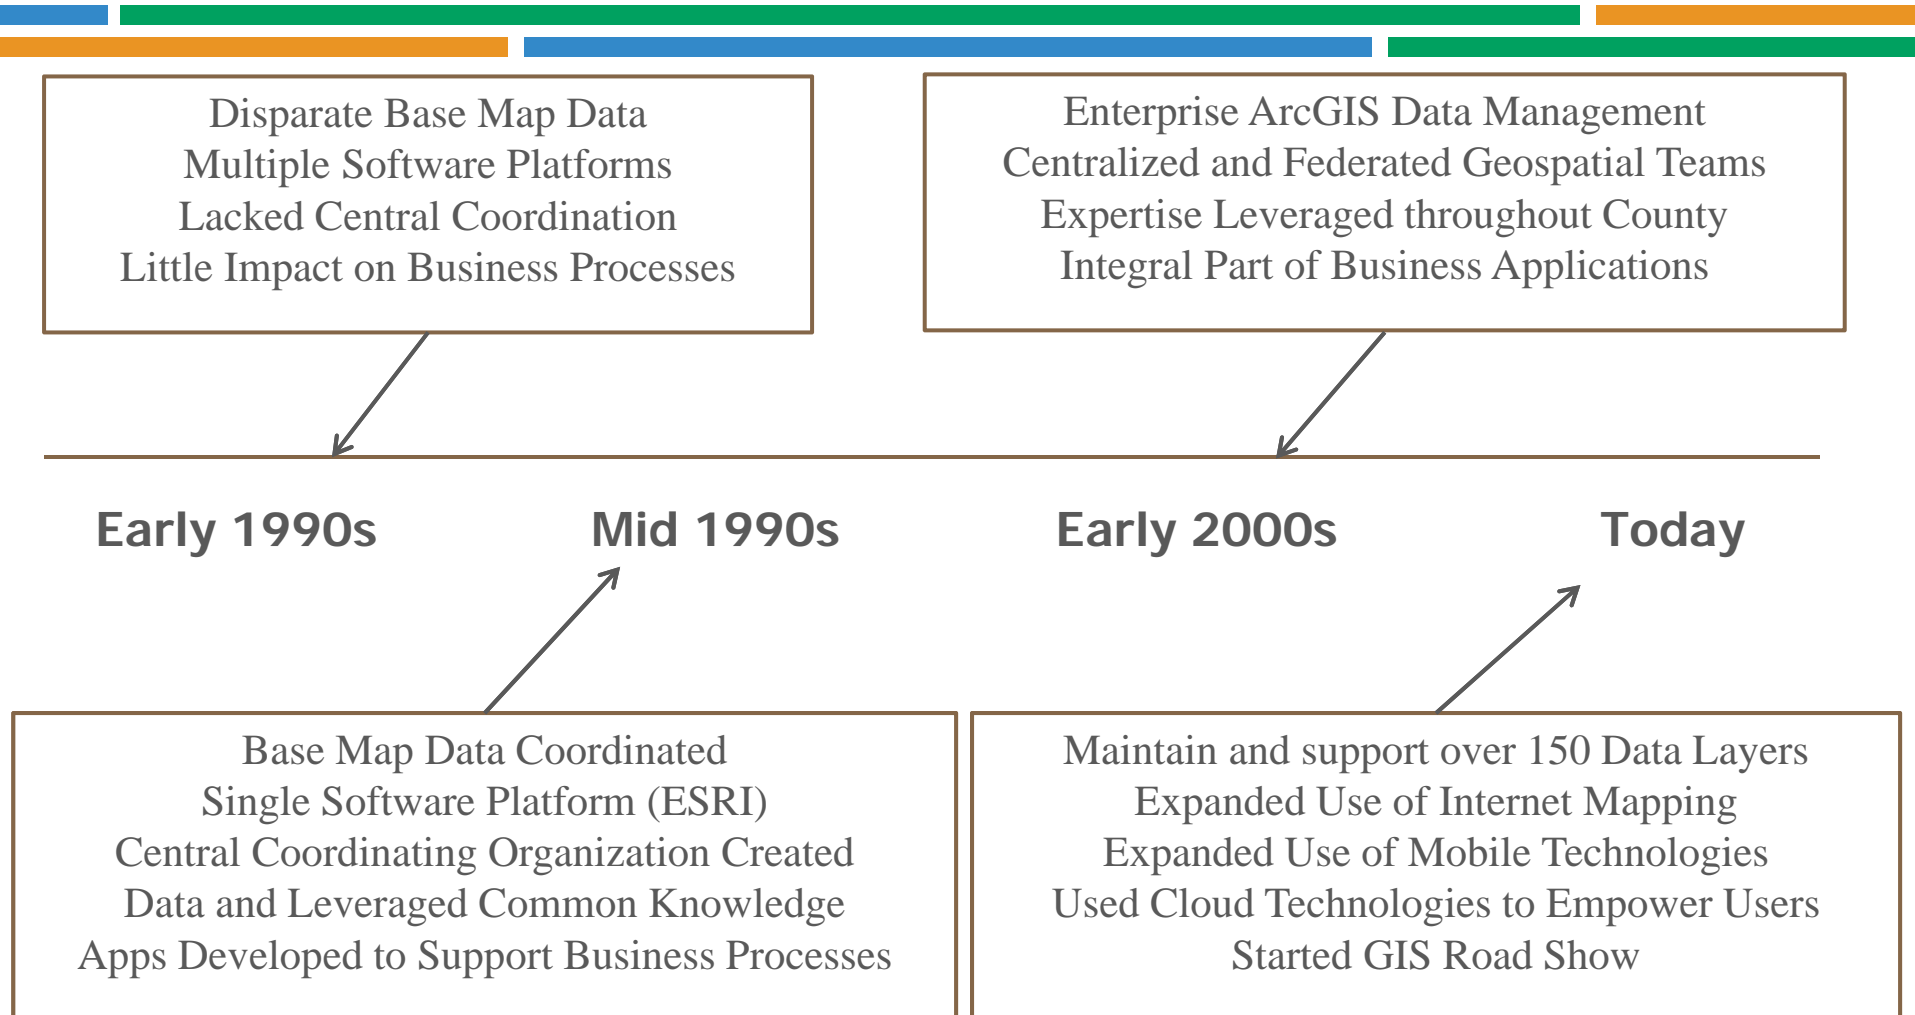 Disparate Base Map Data
Multiple Software Platforms
Lacked Central Coordination
Little Impact on Business Processes
Enterprise ArcGIS Data Management
Centralized and Federated Geospatial Teams
Expertise Leveraged throughout County
Integral Part of Business Applications
Early 1990s
Mid 1990s
Early 2000s
Today
Base Map Data Coordinated
Single Software Platform (ESRI)
Central Coordinating Organization Created
Data and Leveraged Common Knowledge
Apps Developed to Support Business Processes
Maintain and support over 150 Data Layers
Expanded Use of Internet Mapping
Expanded Use of Mobile Technologies
Used Cloud Technologies to Empower Users
Started GIS Road Show